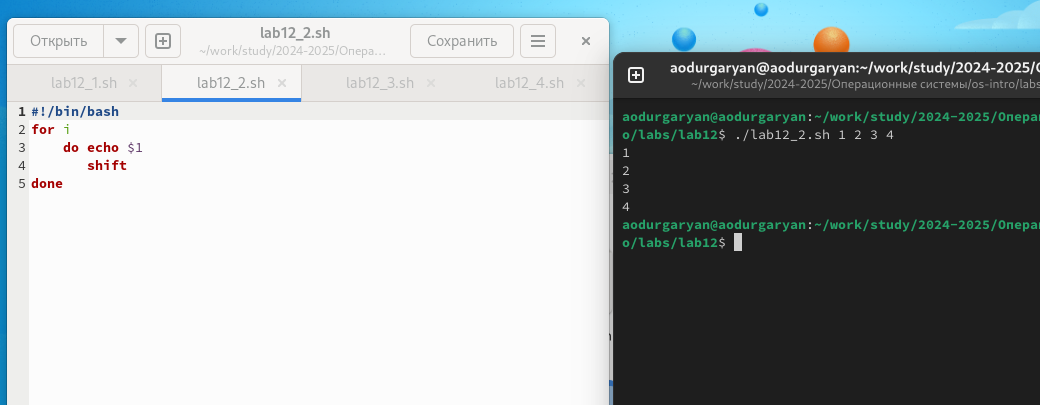 lab12_2.sh
Открыть
~/work/study/2024-2025/Опера...
Сохранить
lab12_1.sh
lab12_2.sh
lab12_3.sh
lab12_4.sh
1 #!/bin/bash
2 for i
3     do echo $1
4        shift
5 done
aodurgaryan@aodurgaryan:~/work/study/2024-2025/О
~/work/study/2024-2025/Операционные системы/os-intro/labs
aodurgaryan@aodurgaryan:~/work/study/2024-2025/Опера
o/labs/lab12$ ./lab12_2.sh 1 2 3 4
1
2
3
4
aodurgaryan@aodurgaryan:~/work/study/2024-2025/Опера
o/labs/lab12$